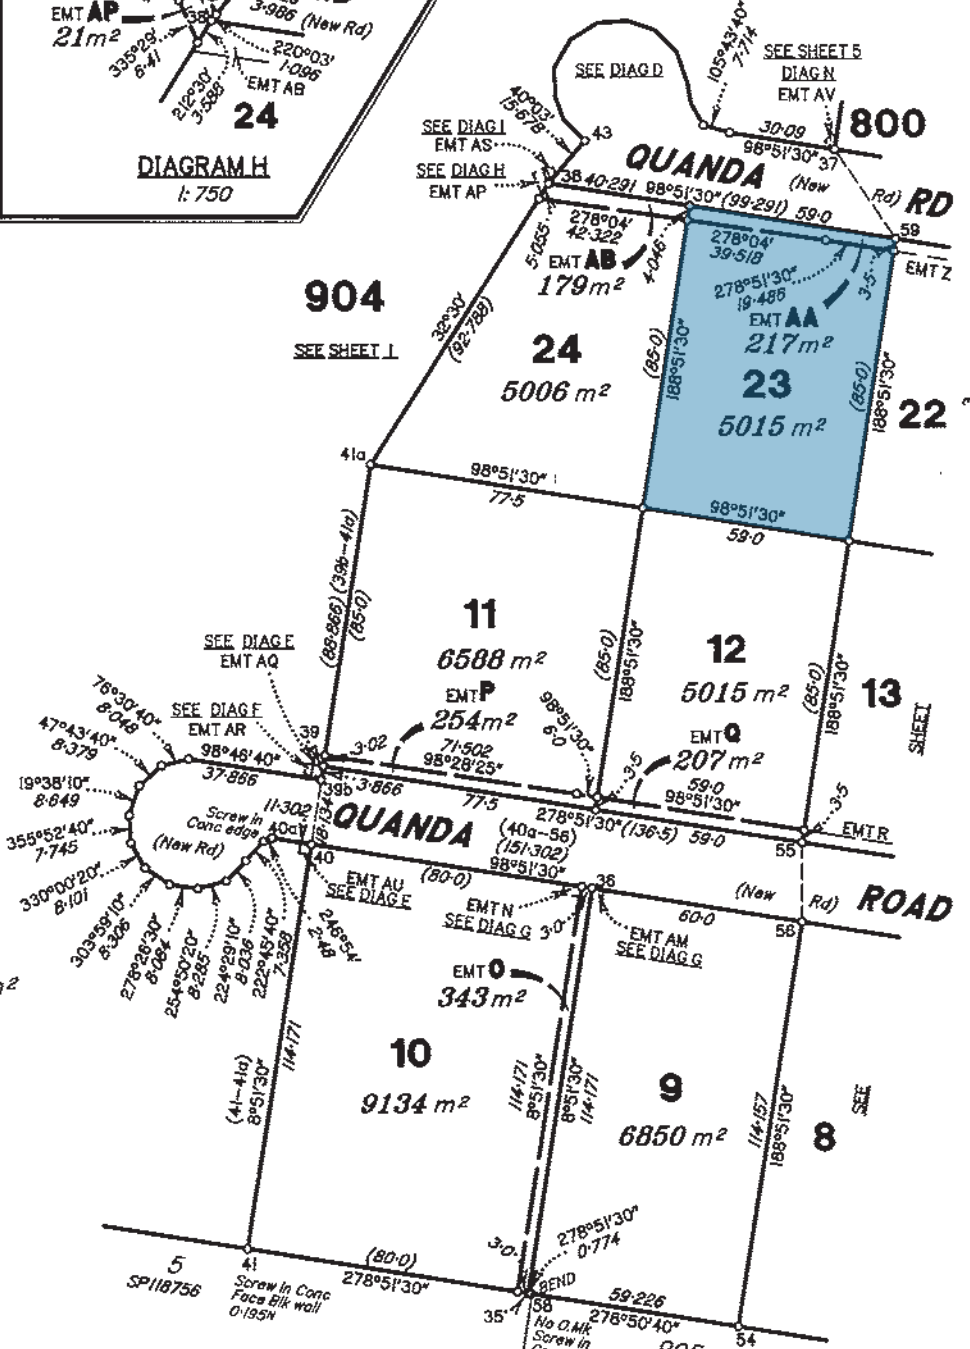 EMT AP
21m²
38
3·986 (New Rd)
335°29'
6·41
220°03'
1·096
EMT AB
212°30'
3·588
24
DIAGRAM H
1: 750
SEE DIAG D
105°43'40"
7·714
SEE SHEET 5
DIAG N
EMT AV
800
30·09
98°51'30"
37
40°03'
15·678
43
SEE DIAG I
EMT AS
SEE DIAG H
EMT AP
QUANDA (New Rd) RD
38 40·291 98°51'30" (99·291) 59·0
59
278°04'
42·322
5·055
EMT AB
179m²
4·046
278°04'
39·518
278°51'30"
19·486
3·5
EMT Z
EMT AA
217m²
904
SEE SHEET 1
32°30'
(92·788)
24
5006 m²
(85·0)
188°51'30"
23
5015 m²
(85·0)
188°51'30"
22
41a
98°51'30"
77·5
98°51'30"
59·0
(88·866) (39b-41a)
(85·0)
11
6588 m²
(85·0)
188°51'30"
12
5015 m²
(85·0)
188°51'30"
13
SHEET
SEE DIAG E
EMT AQ
EMT P
254m²
98°51'30"
6·0
EMT Q
207 m²
SEE DIAG F
EMT AR
39
3·02
71·502
98°28'25"
3·5
59·0
98°51'30"
3·5
EMT R
76°30'40"
8·048
47°43'40"
8·379
19°38'10"
8·649
355°52'40"
7·745
330°00'20"
8·101
303°59'10"
8·306
278°28'30"
8·084
254°50'20"
8·285
224°29'10"
8·036
222°45'40"
7·358
246°54'
2·48
98°46'40"
37·866
39b
3·866
77·5
278°51'30" (136·5) 59·0
55
11·302
Screw in
Conc edge
40a
(New Rd)
40
QUANDA
(40a-56)
(151·302)
98°51'30"
(80·0)
EMT AU
SEE DIAG E
36
EMT N
SEE DIAG G
3·0
EMT AM
SEE DIAG G
60·0
(New Rd) ROAD
56
EMT O
343m²
(41-41a)
8°51'30"
114·171
10
9134 m²
114·171
8°51'30"
8°51'30"
114·171
9
6850 m²
114·157
188°51'30"
8
SEE
5
SP118756
41
Screw in Conc
Face Blk wall
0·195N
(80·0)
278°51'30"
3·0
278°51'30"
0·774
BEND
35
58
No O.Mk
Screw in
59·226
276°50'40"
54